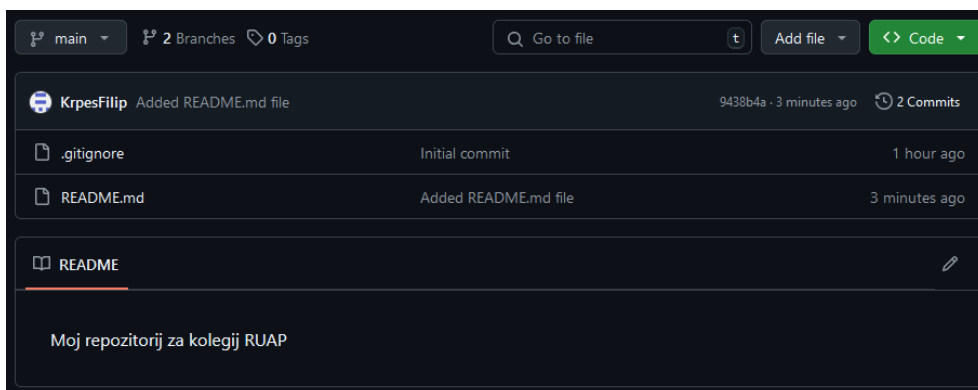 main 2 Branches 0 Tags Go to file t Add file Code
KrpesFilip Added README.md file 9438b4a · 3 minutes ago 2 Commits
.gitignore Initial commit 1 hour ago
README.md Added README.md file 3 minutes ago
README
Moj repozitorij za kolegij RUAP